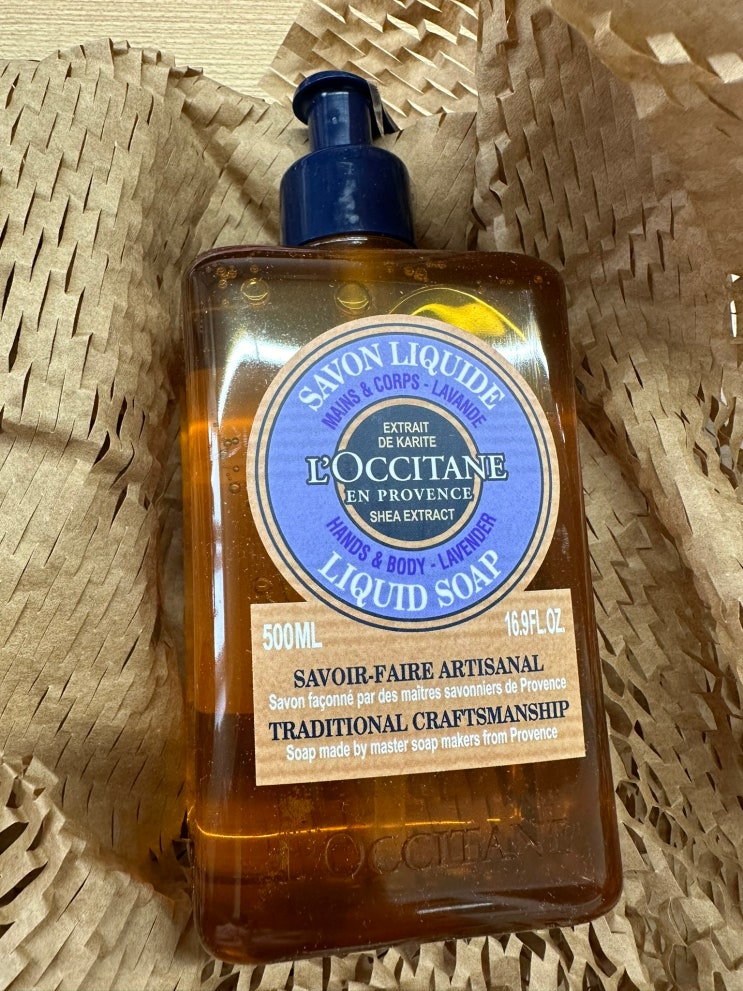 SAVON LIQUIDE
MAINS & CORPS - LAVANDE
EXTRAIT
DE KARITE
L'OCCITANE
EN PROVENCE
SHEA EXTRACT
HANDS & BODY - LAVENDER
LIQUID SOAP
500ML 16.9FL.OZ.
SAVOIR-FAIRE ARTISANAL
Savon façonné par des maîtres savonniers de Provence
TRADITIONAL CRAFTSMANSHIP
Soap made by master soap makers from Provence
L'OCCITANE